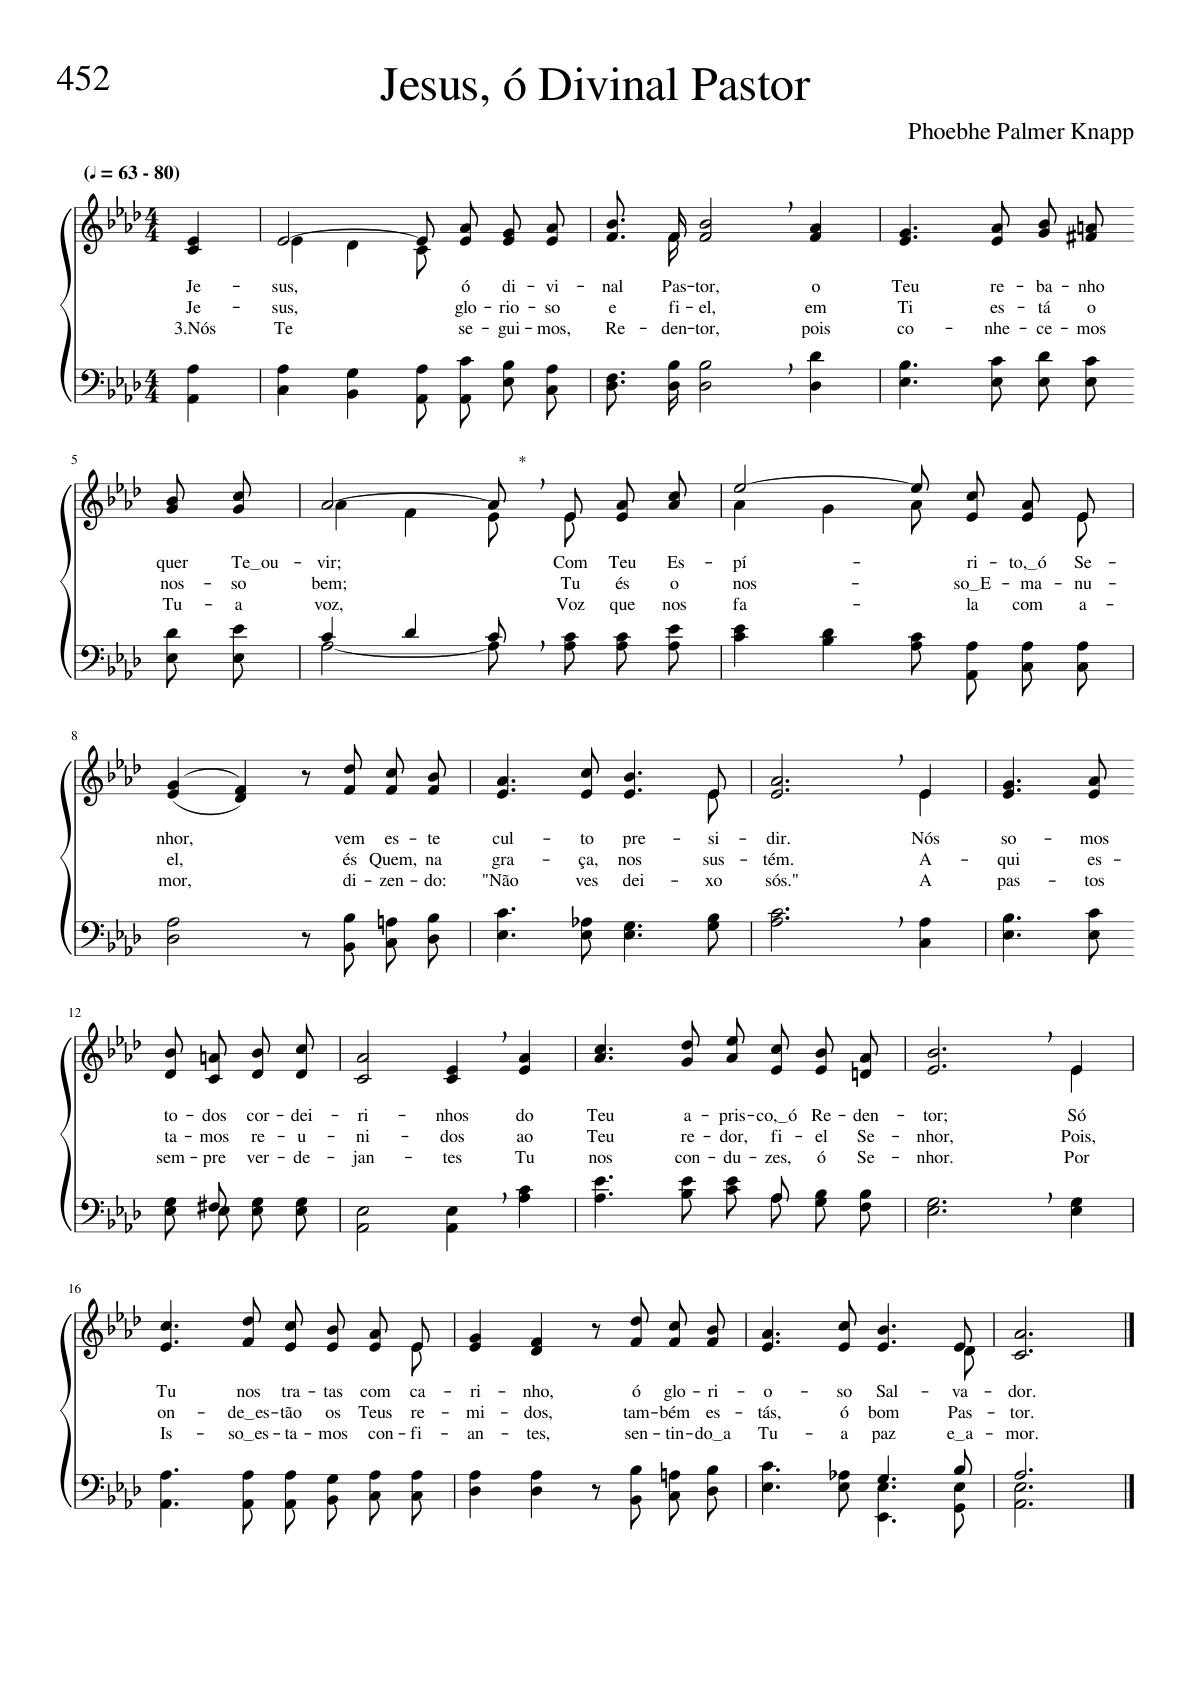 452
Jesus, ó Divinal Pastor
Phoebhe Palmer Knapp
(♩ = 63 - 80)
Je - sus, ó di - vi - nal Pas - tor, o Teu re - ba - nho
Je - sus, glo - rio - so e fi - el, em Ti es - tá o
3.Nós Te se - gui - mos, Re - den - tor, pois co - nhe - ce - mos
5
*
quer Te_ou - vir; Com Teu Es - pí - ri - to,_ó Se -
nos - so bem; Tu és o nos - so_E - ma - nu -
Tu - a voz, Voz que nos fa - la com a -
8
nhor, vem es - te cul - to pre - si - dir. Nós so - mos
el, és Quem, na gra - ça, nos sus - tém. A - qui es -
mor, di - zen - do: "Não ves dei - xo sós." A pas - tos
12
to - dos cor - dei - ri - nhos do Teu a - pris - co,_ó Re - den - tor; Só
ta - mos re - u - ni - dos ao Teu re - dor, fi - el Se - nhor, Pois,
sem - pre ver - de - jan - tes Tu nos con - du - zes, ó Se - nhor. Por
16
Tu nos tra - tas com ca - ri - nho, ó glo - ri - o - so Sal - va - dor.
on - de_es - tão os Teus re - mi - dos, tam - bém es - tás, ó bom Pas - tor.
Is - so_es - ta - mos con - fi - an - tes, sen - tin - do_a Tu - a paz e_a - mor.